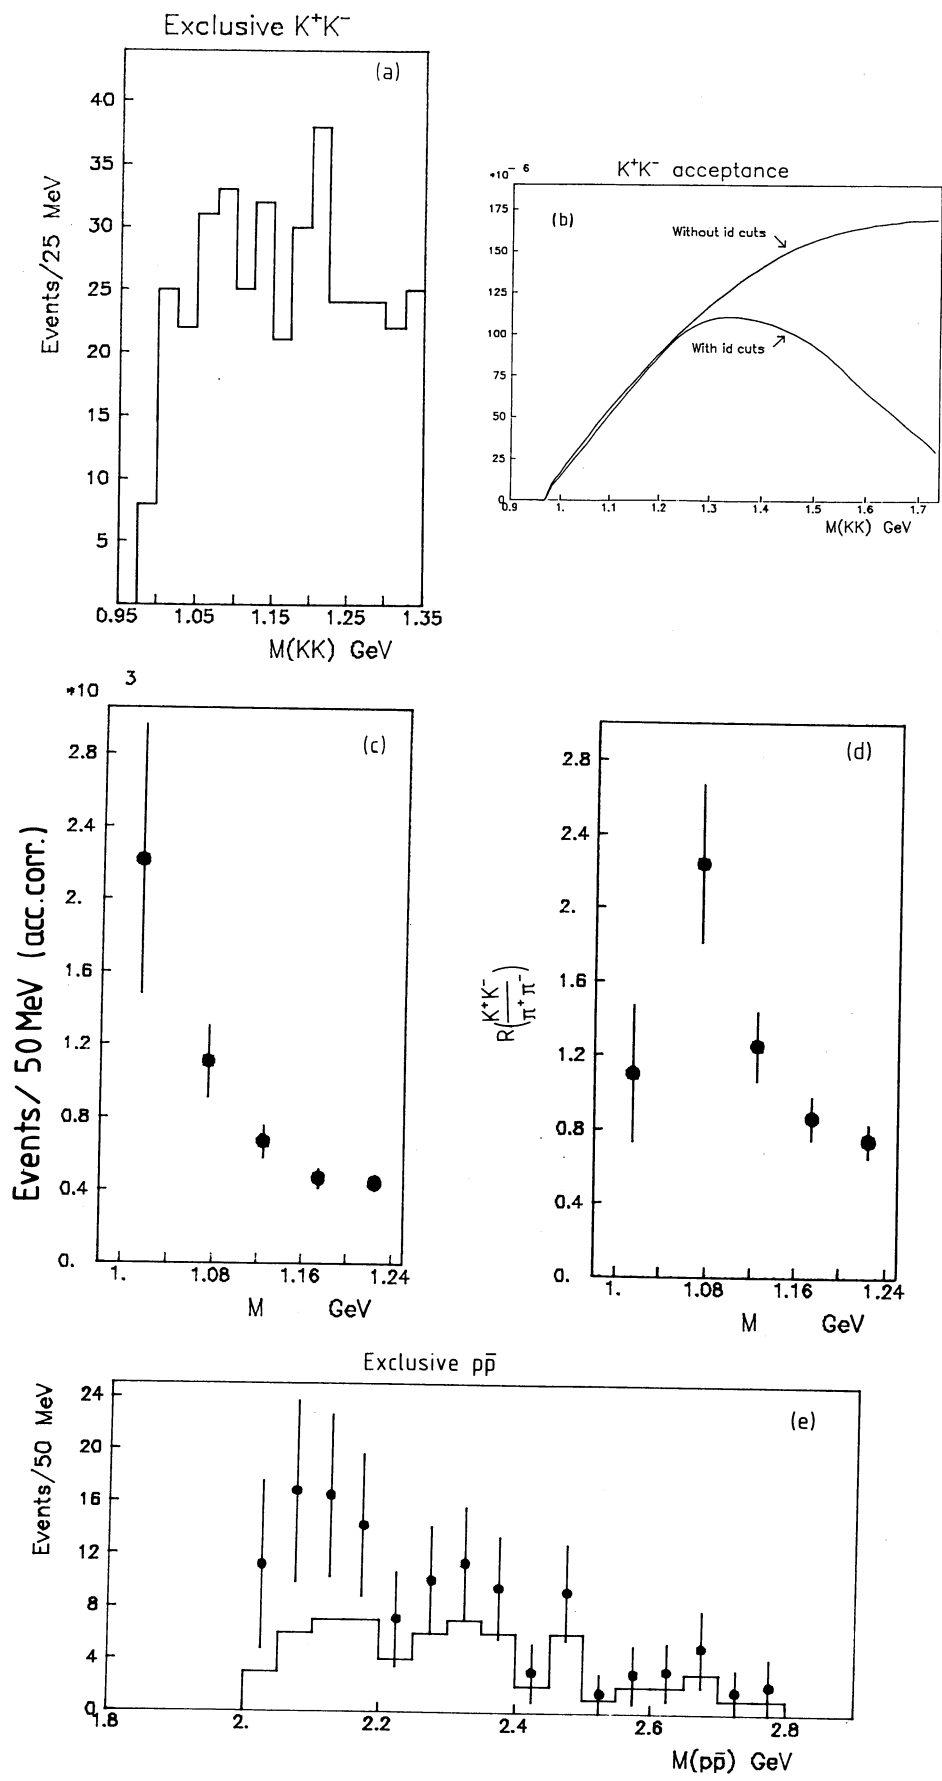 Exclusive K⁺K⁻
(a)
40
35
30
25
20
15
10
5
Events/25 MeV
0.95 1.05 1.15 1.25 1.35
M(KK) GeV
K⁺K⁻ acceptance
*10⁻⁶
(b)
175
150
125
100
75
50
25
0
Without id cuts
With id cuts
0.9 1. 1.1 1.2 1.3 1.4 1.5 1.6 1.7
M(KK) GeV
*10 3
(c)
2.8
2.4
2.
1.6
1.2
0.8
0.4
0.
Events/ 50 MeV (acc.corr.)
1. 1.08 1.16 1.24
M GeV
(d)
2.8
2.4
2.
1.6
1.2
0.8
0.4
0.
R(K⁺K⁻/π⁺π⁻)
1. 1.08 1.16 1.24
M GeV
Exclusive pp̅
(e)
24
20
16
12
8
4
0
Events/50 MeV
1.8 2. 2.2 2.4 2.6 2.8
M(pp̅) GeV